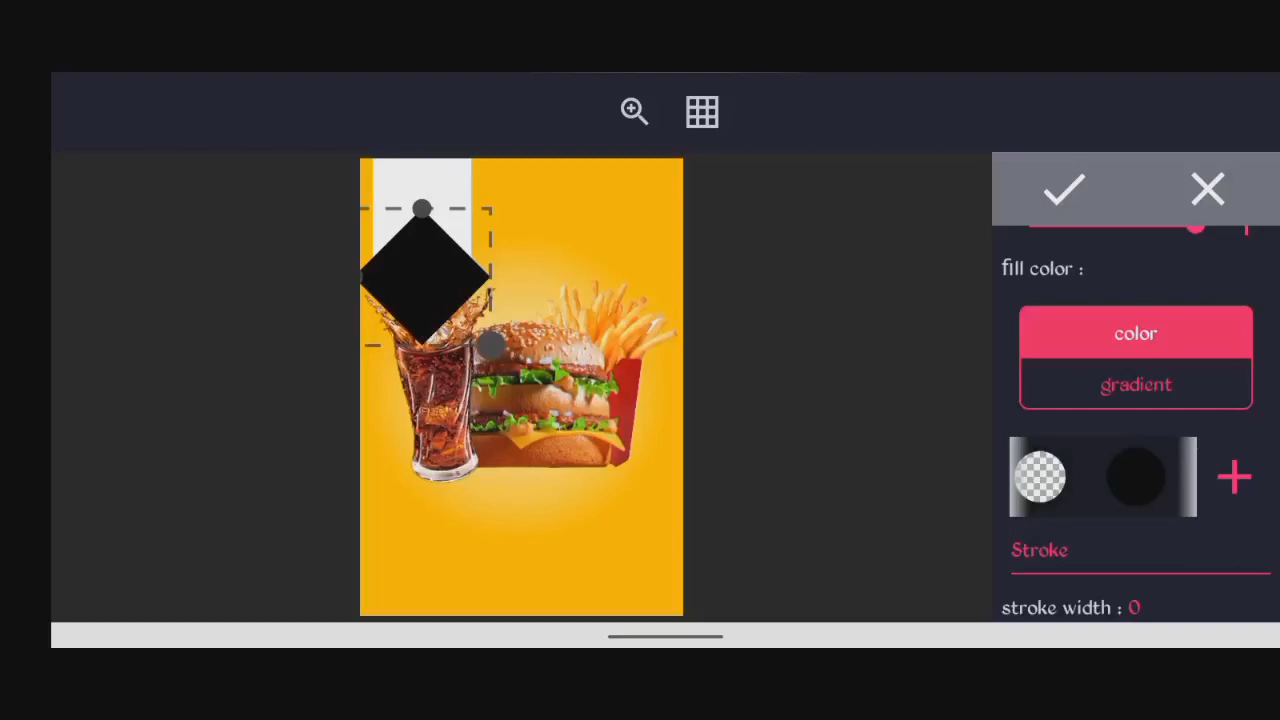 fill color :
color
gradient
Stroke
stroke width : 0